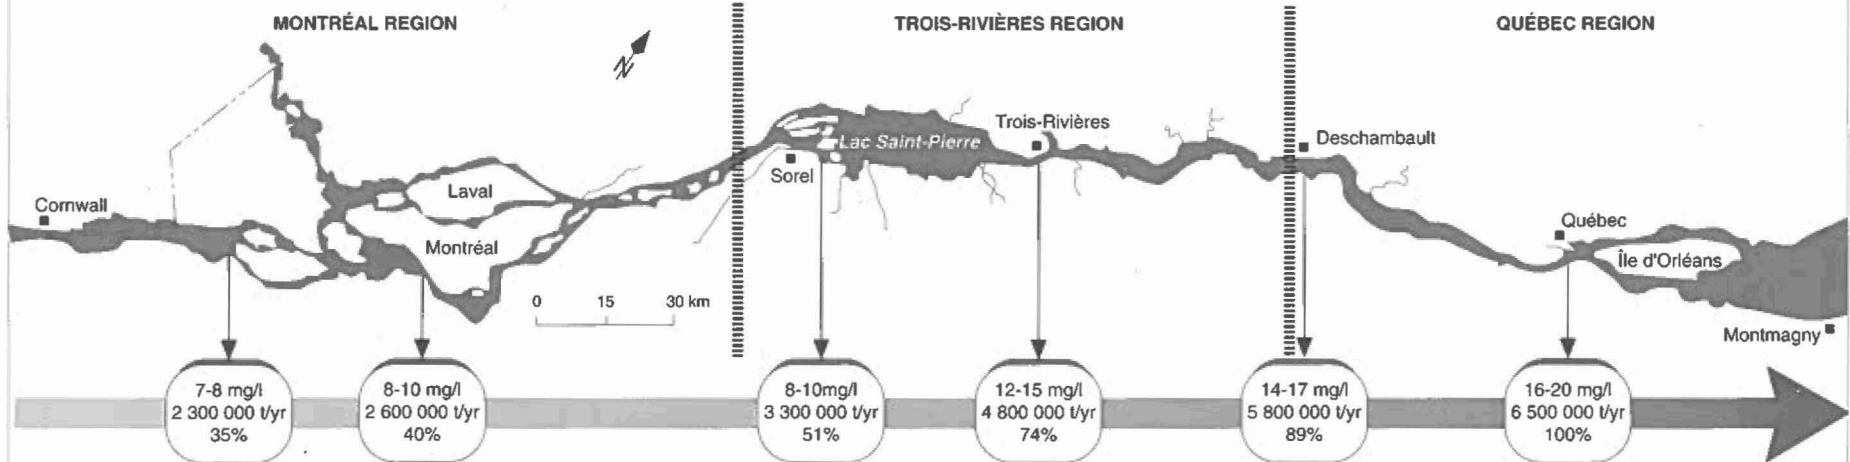 MONTRÉAL REGION
TROIS-RIVIÈRES REGION
QUÉBEC REGION
N
Trois-Rivières
Deschambault
Lac Saint-Pierre
Sorel
Laval
Cornwall
Québec
Montréal
Île d'Orléans
0 15 30 km
Montmagny
7-8 mg/l
2 300 000 t/yr
35%
8-10 mg/l
2 600 000 t/yr
40%
8-10mg/l
3 300 000 t/yr
51%
12-15 mg/l
4 800 000 t/yr
74%
14-17 mg/l
5 800 000 t/yr
89%
16-20 mg/l
6 500 000 t/yr
100%